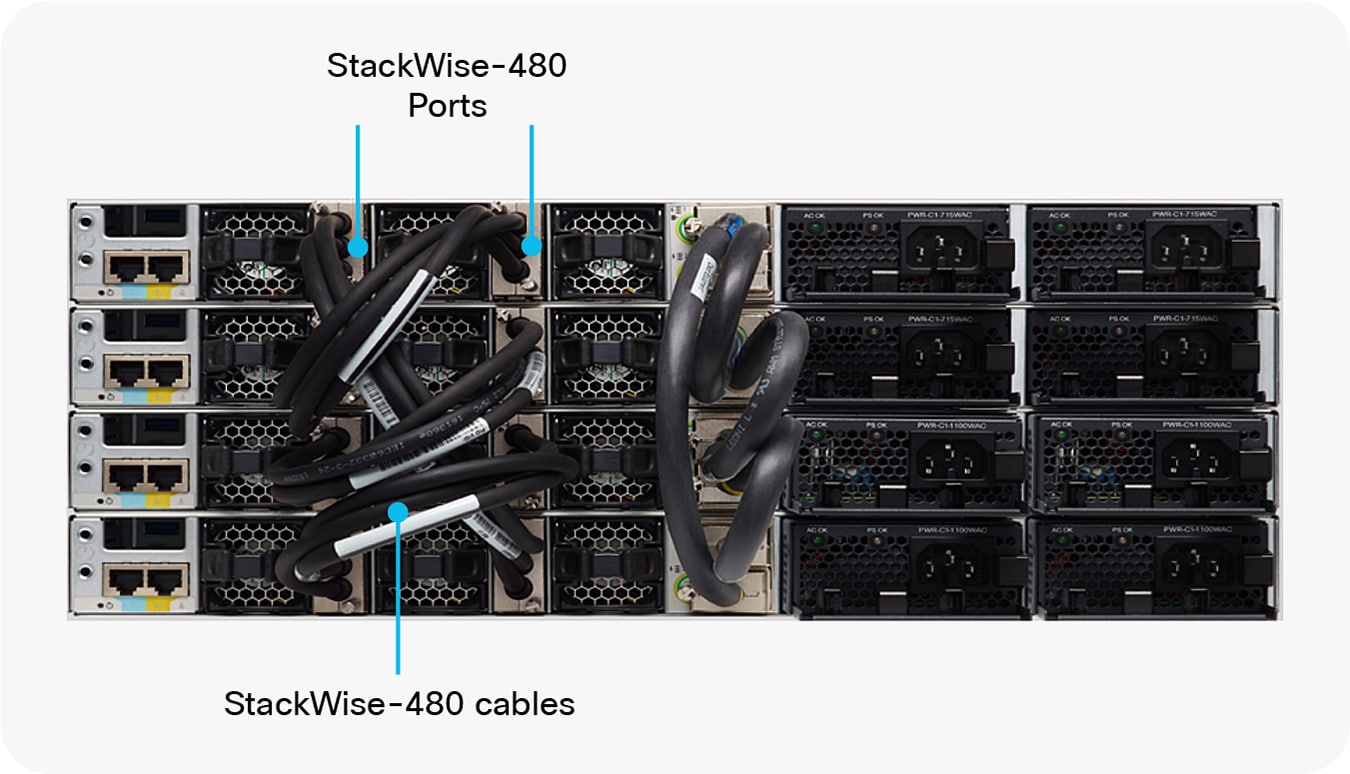 StackWise-480
Ports
AC OK PS OK PWR-C1-715WAC
AC OK PS OK PWR-C1-715WAC
AC OK PS OK PWR-C1-715WAC
AC OK PS OK PWR-C1-715WAC
AC OK PS OK PWR-C1-1100WAC
AC OK PS OK PWR-C1-1100WAC
AC OK PS OK PWR-C1-1100WAC
AC OK PS OK PWR-C1-1100WAC
StackWise-480 cables